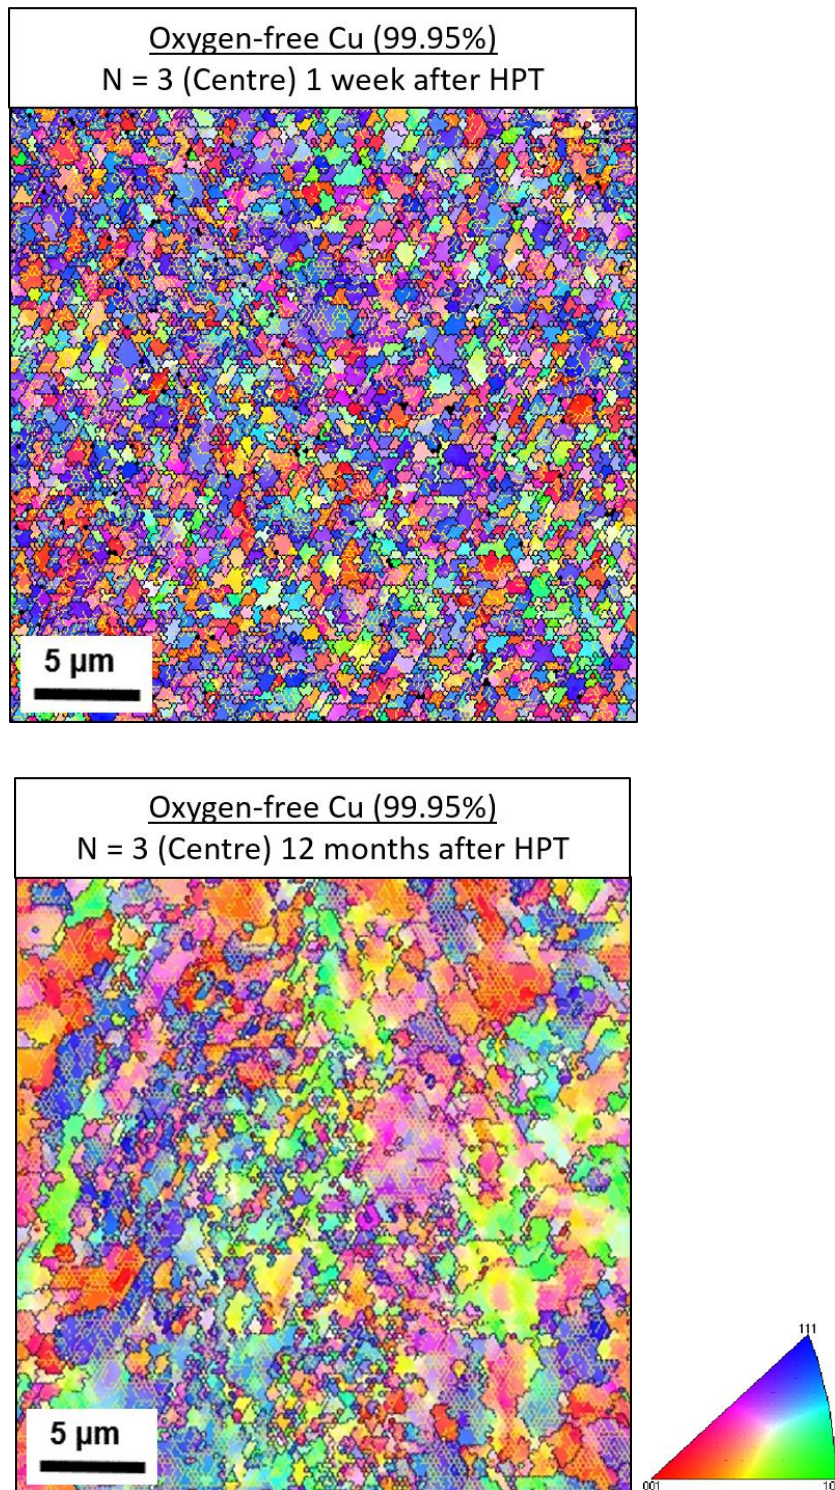 Oxygen-free Cu (99.95%)
N = 3 (Centre) 1 week after HPT
5 µm
Oxygen-free Cu (99.95%)
N = 3 (Centre) 12 months after HPT
5 µm
111
001
10